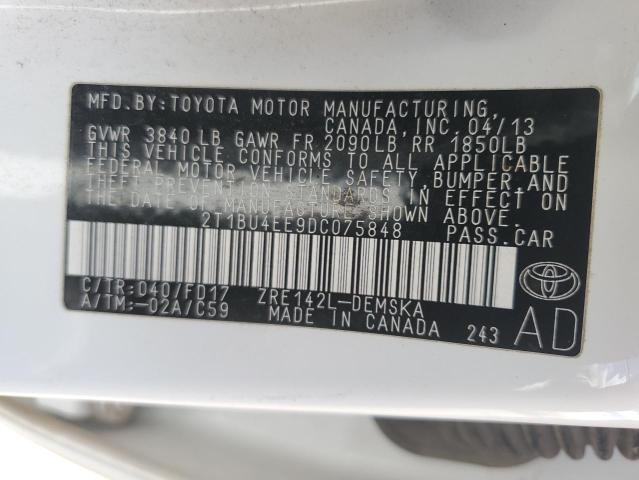 MFD.BY:TOYOTA MOTOR MANUFACTURING,
CANADA, INC. 04/13
GVWR 3840 LB GAWR FR 2090LB RR 1850LB
THIS VEHICLE CONFORMS TO ALL APPLICABLE
FEDERAL MOTOR VEHICLE SAFETY,BUMPER,AND
THEFT PREVENTION STANDARDS IN EFFECT ON
THE DATE OF MANUFACTURE SHOWN ABOVE.
2T1BU4EE9DC075848 PASS.CAR
C/TR:040/FD17 ZRE142L-DEMSKA
A/TM:-02A/C59 MADE IN CANADA 243 AD